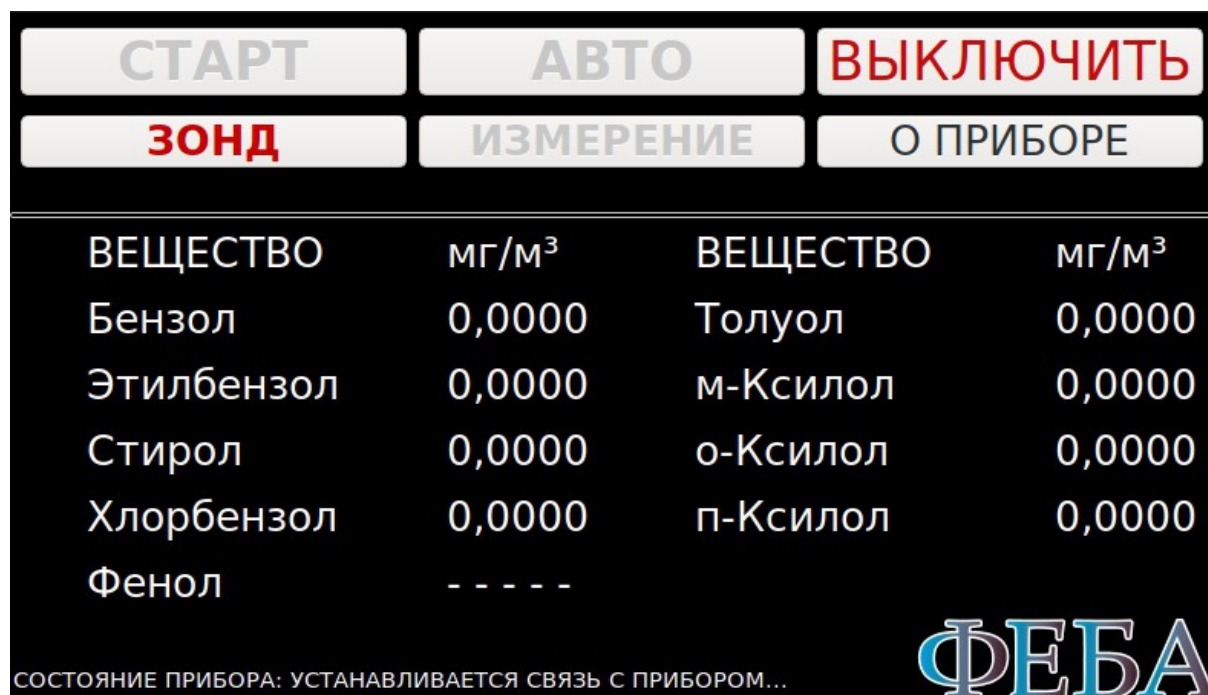 СТАРТ АВТО ВЫКЛЮЧИТЬ
ЗОНД ИЗМЕРЕНИЕ О ПРИБОРЕ
ВЕЩЕСТВО мг/м³ ВЕЩЕСТВО мг/м³
Бензол 0,0000 Толуол 0,0000
Этилбензол 0,0000 м-Ксилол 0,0000
Стирол 0,0000 о-Ксилол 0,0000
Хлорбензол 0,0000 п-Ксилол 0,0000
Фенол - - - - -
ФЕБА
СОСТОЯНИЕ ПРИБОРА: УСТАНАВЛИВАЕТСЯ СВЯЗЬ С ПРИБОРОМ...